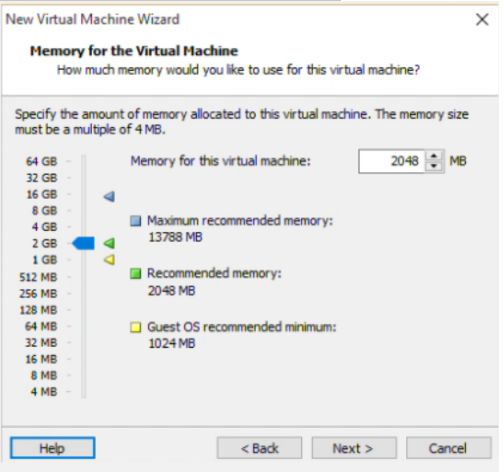 New Virtual Machine Wizard
Memory for the Virtual Machine
How much memory would you like to use for this virtual machine?
Specify the amount of memory allocated to this virtual machine. The memory size
must be a multiple of 4 MB.
64 GB
Memory for this virtual machine:
2048
MB
32 GB
16 GB
8 GB
4 GB
2 GB
1 GB
512 MB
256 MB
128 MB
64 MB
32 MB
16 MB
8 MB
4 MB
Maximum recommended memory:
13788 MB
Recommended memory:
2048 MB
Guest OS recommended minimum:
1024 MB
Help
< Back
Next >
Cancel